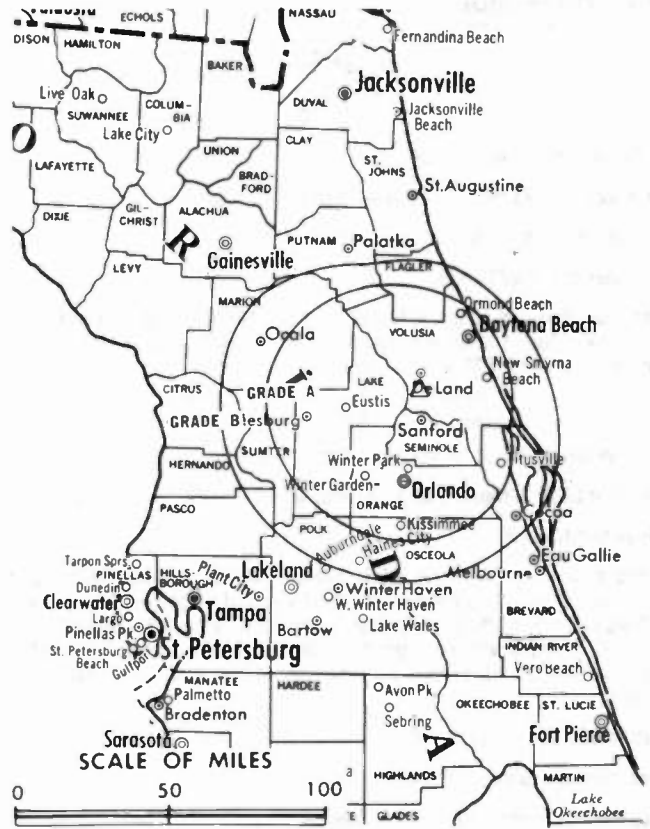 ECHOLS
NASSAU
DISON
HAMILTON
Fernandina Beach
BAKER
Live Oak
Jacksonville
SUWANNEE
COLUM-
BIA
DUVAL
Jacksonville
Beach
Lake City
UNION
CLAY
O
LAFAYETTE
BRAD-
FORD
ST.
JOHNS
St. Augustine
DIXIE
GIL-
CHRIST
ALACHUA
R
PUTNAM
Palatka
Gainesville
LEVY
FLAGLER
MARION
Ormond Beach
Daytona Beach
Ocala
VOLUSIA
New Smyrna
Beach
CITRUS
GRADE A
LAKE
DeLand
Eustis
GRADE B
lesburg
Sanford
SEMINOLE
SUMTER
HERNANDO
Winter Park
Titusville
Winter Garden
Orlando
ORANGE
PASCO
Cocoa
POLK
Kissimmee
City
Auburndale
Haines
D
OSCEOLA
Eau Gallie
Melbourne
Tarpon Sprs.
PINELLAS
HILLS-
BOROUGH
Plant City
Lakeland
Dunedin
Clearwater
Winter Haven
W. Winter Haven
Tampa
BREVARD
Largo
Bartow
Lake Wales
Pinellas Pk
St. Petersburg
St. Petersburg
Beach
Gulfport
INDIAN RIVER
Vero Beach
MANATEE
HARDEE
Palmetto
Avon Pk
OKEECHOBEE
ST. LUCIE
Bradenton
Sebring
Fort Pierce
Sarasota
A
SCALE OF MILES
HIGHLANDS
MARTIN
0 50 100
GLADES
Lake
Okeechobee